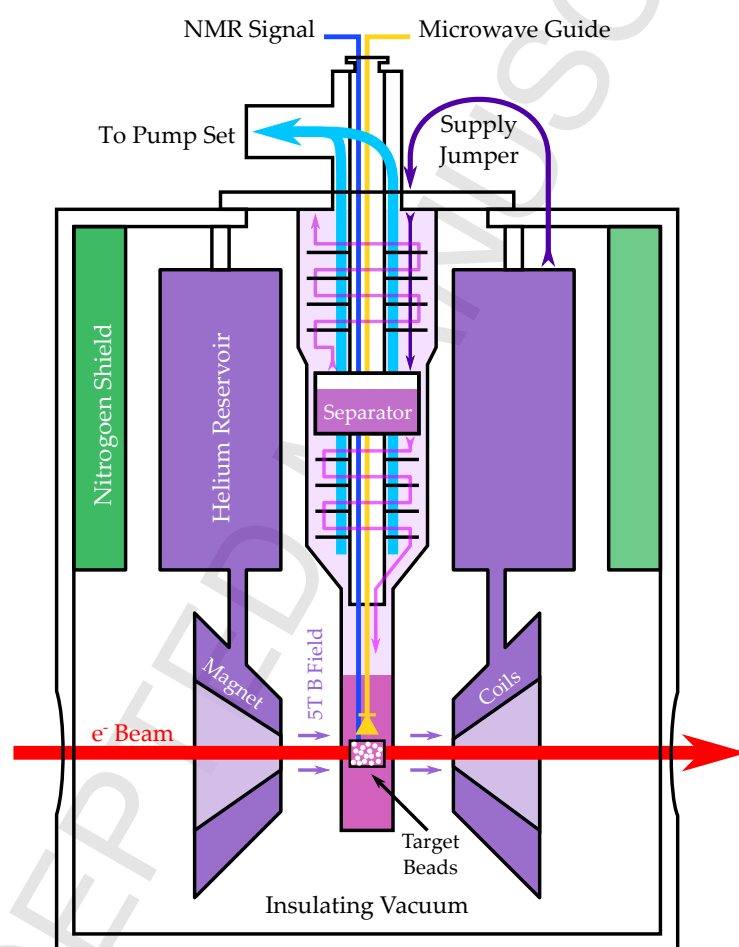 NMR Signal
Microwave Guide
To Pump Set
Supply
Jumper
Nitrogoen Shield
Helium Reservoir
Separator
Magnet
5T B Field
Coils
e⁻ Beam
Target
Beads
Insulating Vacuum